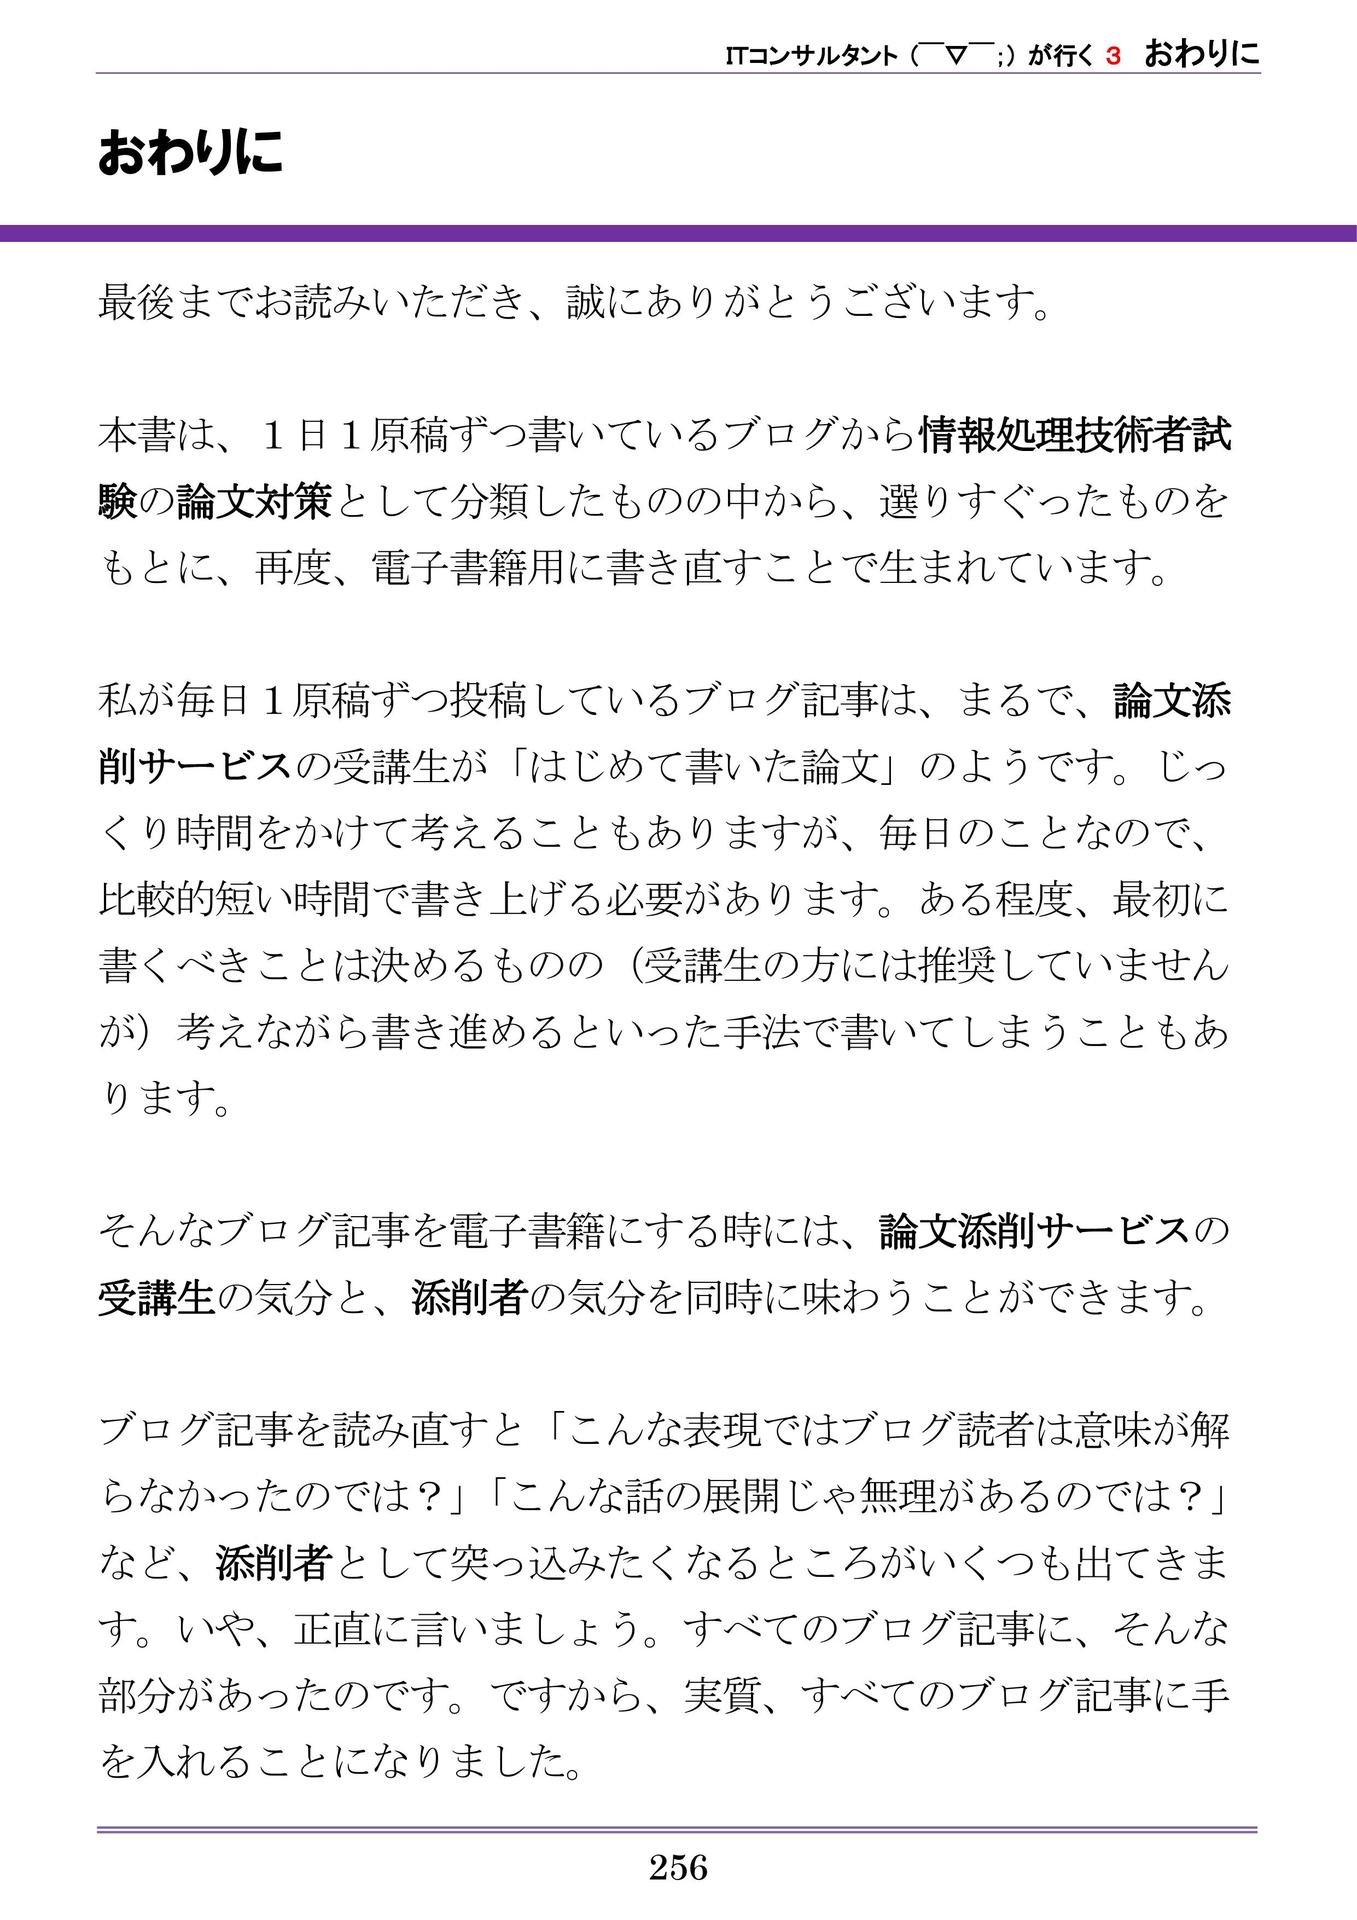 ITコンサルタント（￣▽￣;）が行く 3　おわりに
おわりに
最後までお読みいただき、誠にありがとうございます。
本書は、１日１原稿ずつ書いているブログから情報処理技術者試
験の論文対策として分類したものの中から、選りすぐったものを
もとに、再度、電子書籍用に書き直すことで生まれています。
私が毎日１原稿ずつ投稿しているブログ記事は、まるで、論文添
削サービスの受講生が「はじめて書いた論文」のようです。じっ
くり時間をかけて考えることもありますが、毎日のことなので、
比較的短い時間で書き上げる必要があります。ある程度、最初に
書くべきことは決めるものの（受講生の方には推奨していません
が）考えながら書き進めるといった手法で書いてしまうこともあ
ります。
そんなブログ記事を電子書籍にする時には、論文添削サービスの
受講生の気分と、添削者の気分を同時に味わうことができます。
ブログ記事を読み直すと「こんな表現ではブログ読者は意味が解
らなかったのでは？」「こんな話の展開じゃ無理があるのでは？」
など、添削者として突っ込みたくなるところがいくつも出てきま
す。いや、正直に言いましょう。すべてのブログ記事に、そんな
部分があったのです。ですから、実質、すべてのブログ記事に手
を入れることになりました。
256